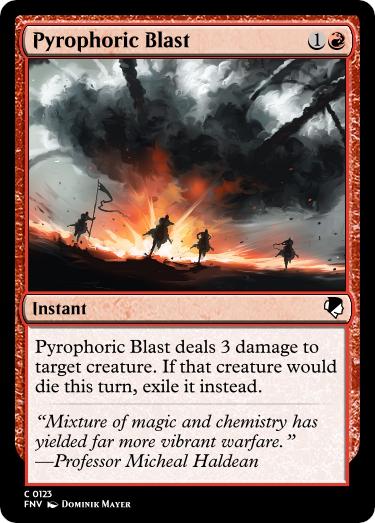 Pyrophoric Blast 1
Instant
Pyrophoric Blast deals 3 damage to
target creature. If that creature would
die this turn, exile it instead.
“Mixture of magic and chemistry has
yielded far more vibrant warfare.”
—Professor Micheal Haldean
C 0123
FNV DOMINIK MAYER